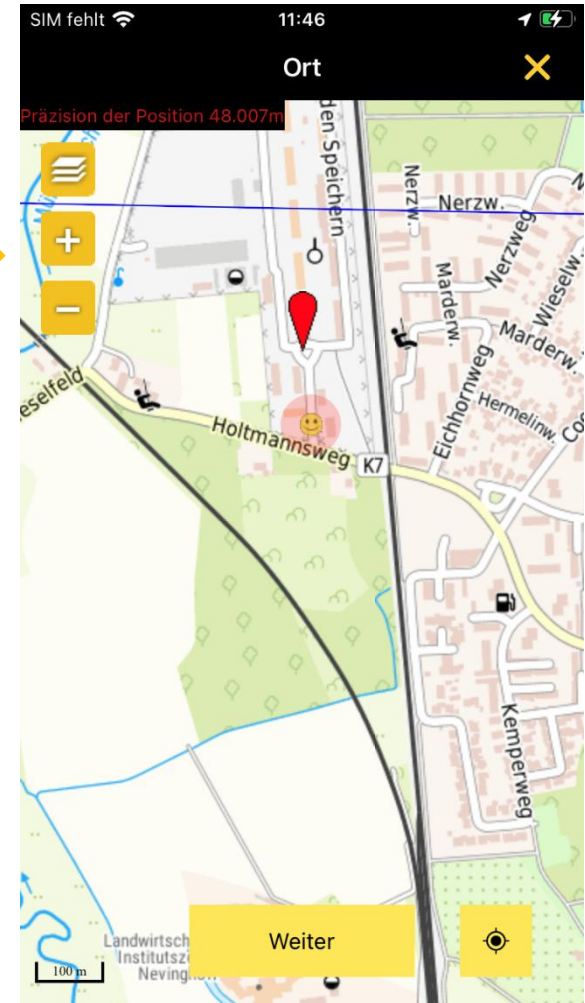 SIM fehlt
11:46
Ort
Präzision der Position 48.007m
den Speichern
Nerzw.
Nerzw.
Nerzweg
Wieselw.
Marderw.
Marderw.
Eichhornweg
Hermelinw.
eselfeld
Holtmannsweg
K7
Kemperweg
Landwirtsch
Institutsz
Nevingh
Weiter
100 m